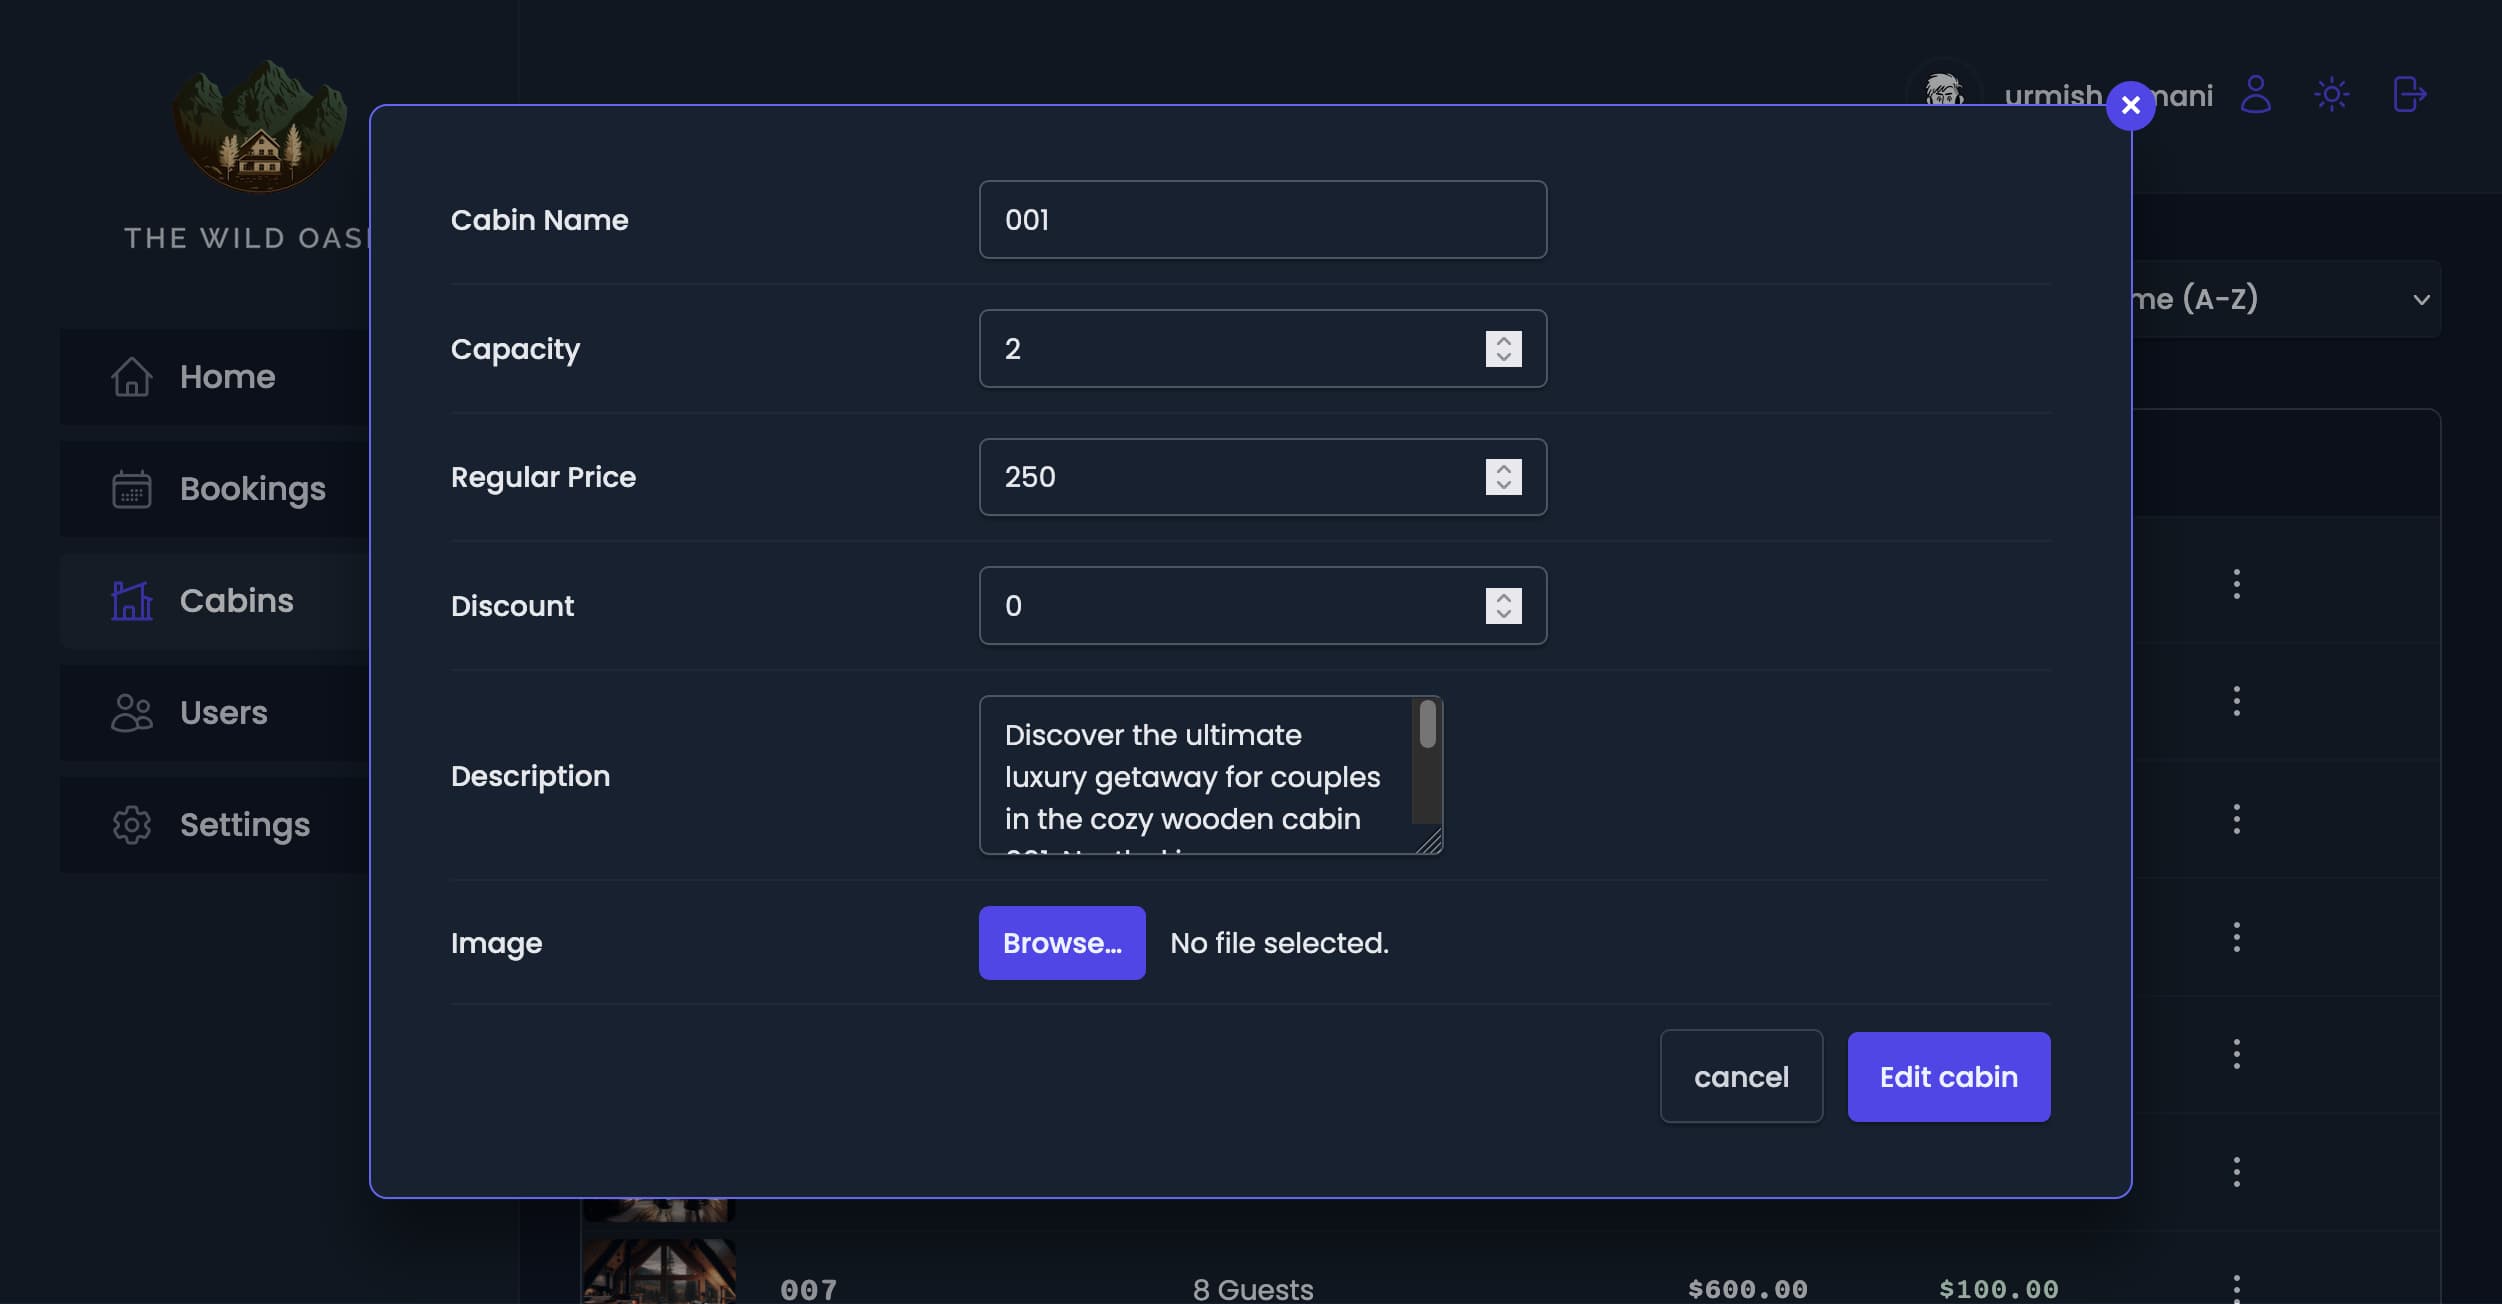 THE WILD OASI
urmish
mani
Home
Bookings
Cabins
Users
Settings
me (A-Z)
Cabin Name
001
Capacity
2
Regular Price
250
Discount
0
Description
Discover the ultimate
luxury getaway for couples
in the cozy wooden cabin
Image
Browse...
No file selected.
cancel
Edit cabin
007
8 Guests
$600.00
$100.00